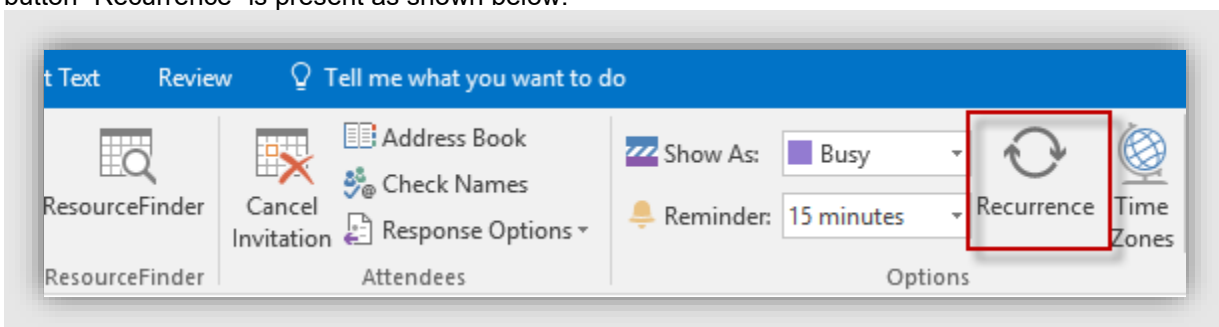 button "Recurrence" is present as shown below.
t Text Review Tell me what you want to do
ResourceFinder
Cancel Invitation
Address Book
Check Names
Response Options
Show As: Busy
Reminder: 15 minutes
Recurrence
Time Zones
ResourceFinder Attendees Options